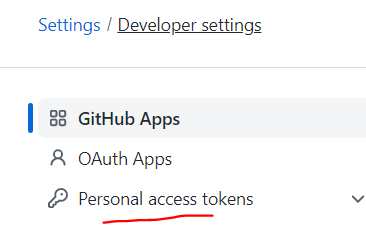 Settings / Developer settings
GitHub Apps
OAuth Apps
Personal access tokens